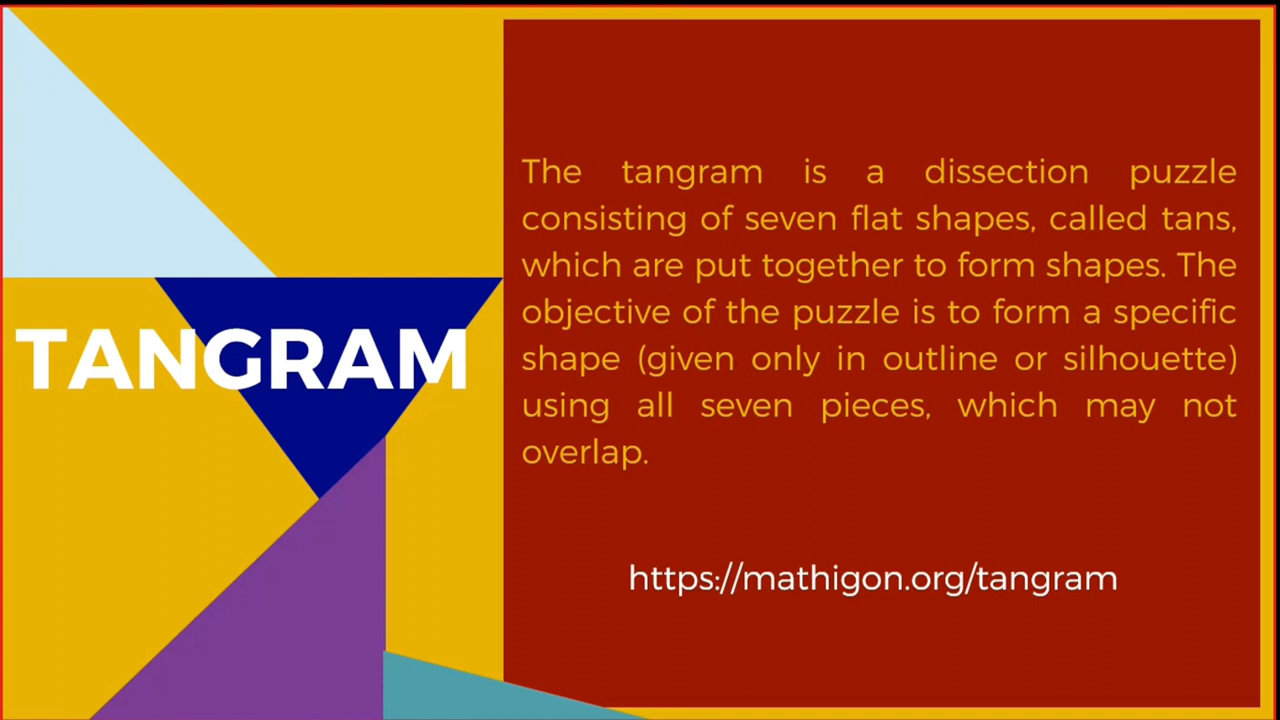 TANGRAM
The tangram is a dissection puzzle
consisting of seven flat shapes, called tans,
which are put together to form shapes. The
objective of the puzzle is to form a specific
shape (given only in outline or silhouette)
using all seven pieces, which may not
overlap.
https://mathigon.org/tangram